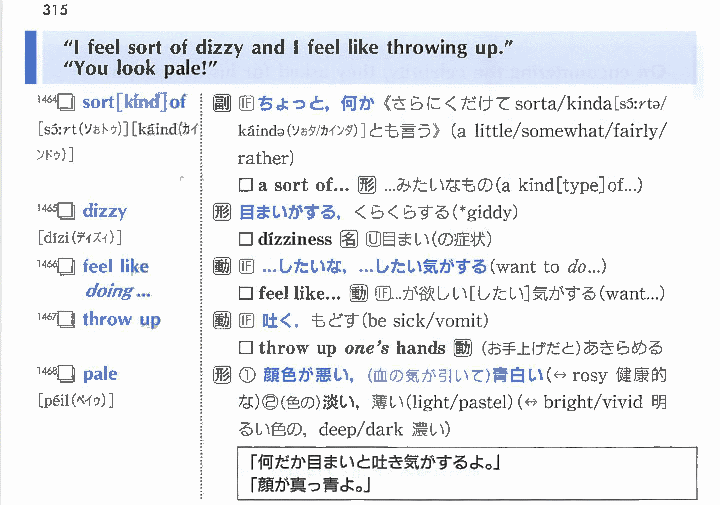 315
“I feel sort of dizzy and I feel like throwing up.”
“You look pale!”
1464 sort[kind]of
[sɔ́ːrt(ソォトゥ)][káind(カイ
ンドゥ)]
副 IF ちょっと，何か《さらにくだけて sorta/kinda[sɔ́ːrtə/
káində(ソォタ/カインダ)]とも言う》(a little/somewhat/fairly/
rather)
□ a sort of... 形 ...みたいなもの(a kind[type]of...)
1465 dizzy
[dízi(ディズィ)]
形 目まいがする，くらくらする(*giddy)
□ dizziness 名 U目まい(の症状)
1466 feel like
doing...
動 IF ...したいな，...したい気がする(want to do...)
□ feel like... 動 IF...が欲しい[したい]気がする(want...)
1467 throw up
動 IF 吐く，もどす(be sick/vomit)
□ throw up one’s hands 動 (お手上げだと)あきらめる
1468 pale
[péil(ペイゥ)]
形 ① 顔色が悪い，(血の気が引いて)青白い(↔ rosy 健康的
な)②(色の)淡い，薄い(light/pastel)(↔ bright/vivid 明
るい色の，deep/dark 濃い)
「何だか目まいと吐き気がするよ。」
「顔が真っ青よ。」